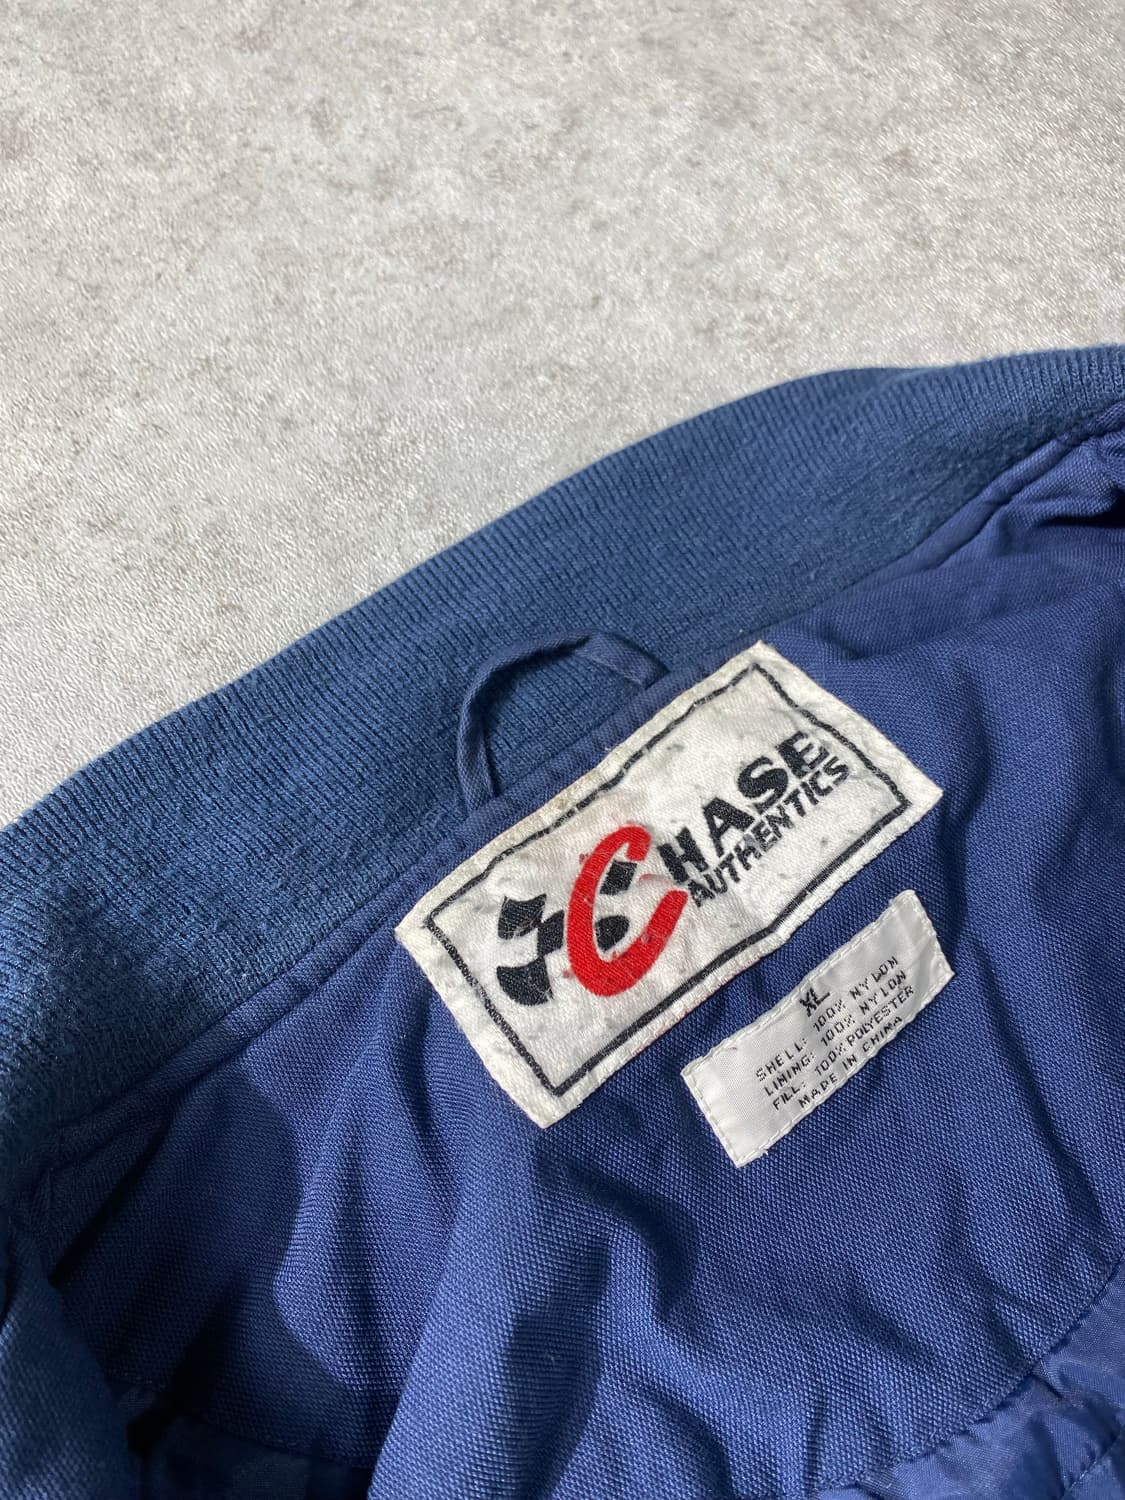 CHASE
AUTHENTICS
XL
SHELL: 100% NYLON
LINING: 100% NYLON
FILL: 100% POLYESTER
MADE IN CHINA